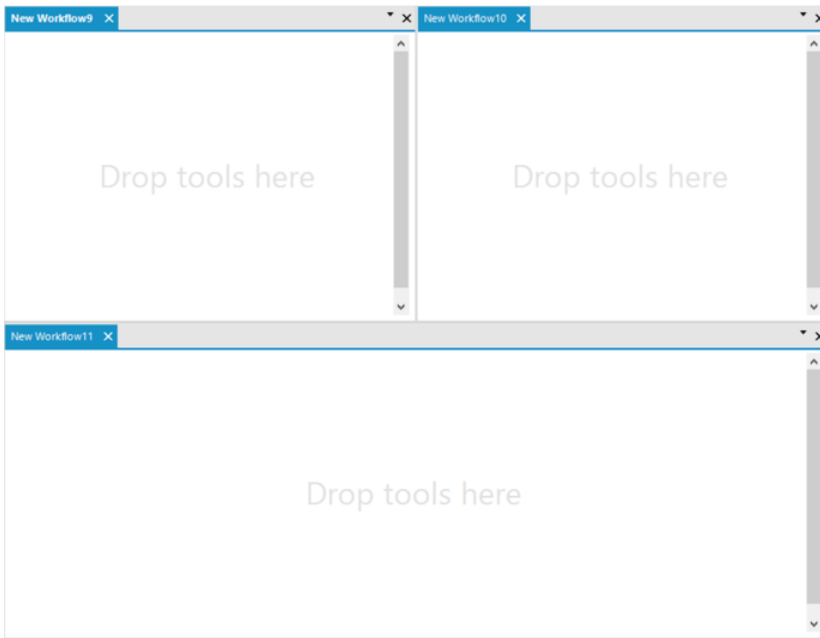 New Workflow9
New Workflow10
Drop tools here
Drop tools here
New Workflow11
Drop tools here